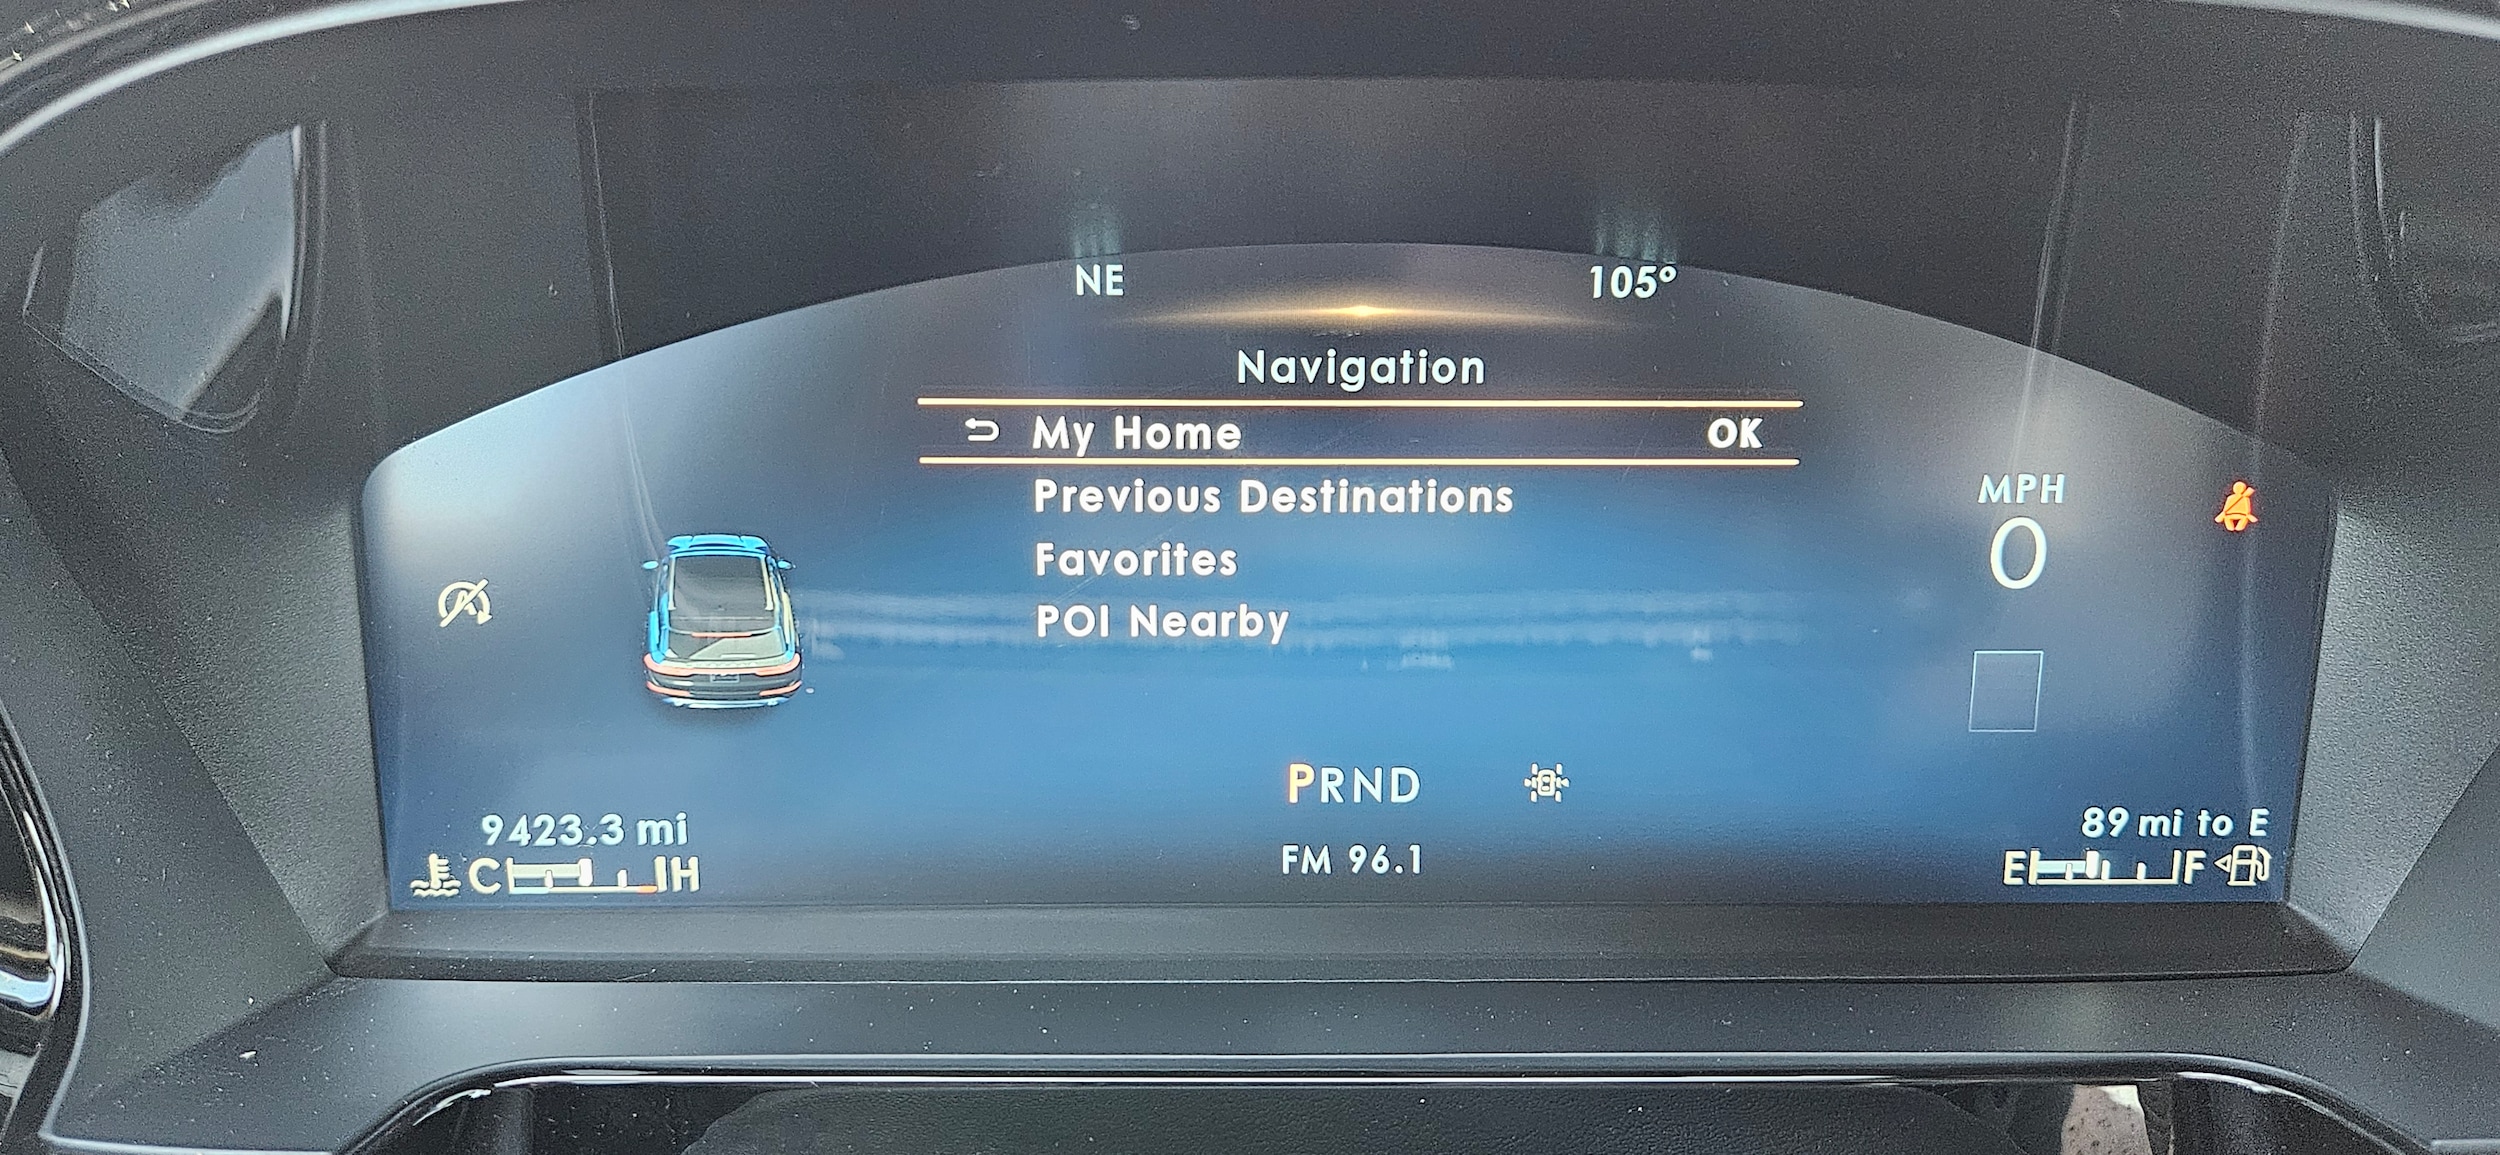 NE 105°
Navigation
My Home OK
Previous Destinations
Favorites
POI Nearby
MPH
0
PRND
9423.3 mi
C H
FM 96.1
89 mi to E
E F